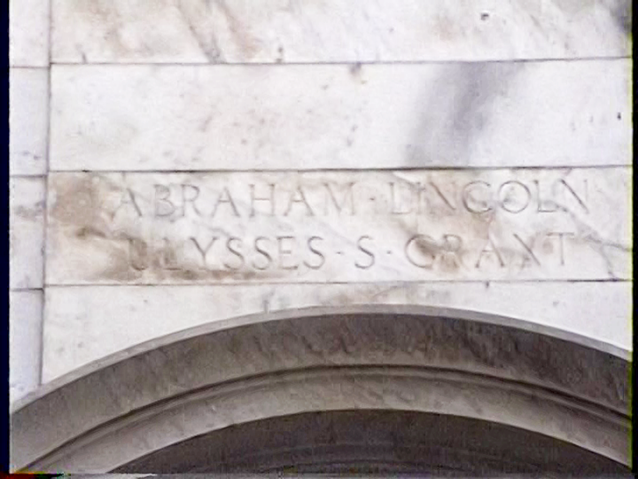 ABRAHAM · LINCOLN
ULYSSES · S · GRANT